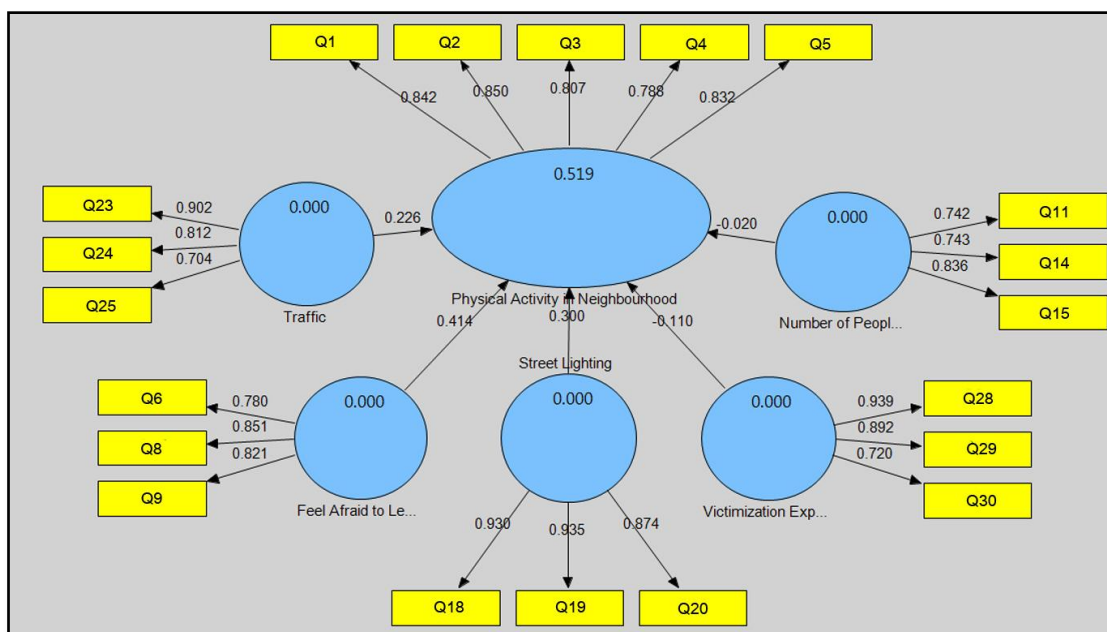 Q1
Q2
Q3
Q4
Q5
0.842
0.850
0.807
0.788
0.832
0.519
Q23
Q24
Q25
0.902
0.812
0.704
0.000
Traffic
0.226
-0.020
0.000
Number of Peopl...
0.742
0.743
0.836
Q11
Q14
Q15
Physical Activity in Neighbourhood
0.414
0.300
-0.110
Q6
Q8
Q9
0.780
0.851
0.821
0.000
Feel Afraid to Le...
Street Lighting
0.000
0.930
0.935
0.874
Q18
Q19
Q20
0.000
Victimization Exp...
0.939
0.892
0.720
Q28
Q29
Q30